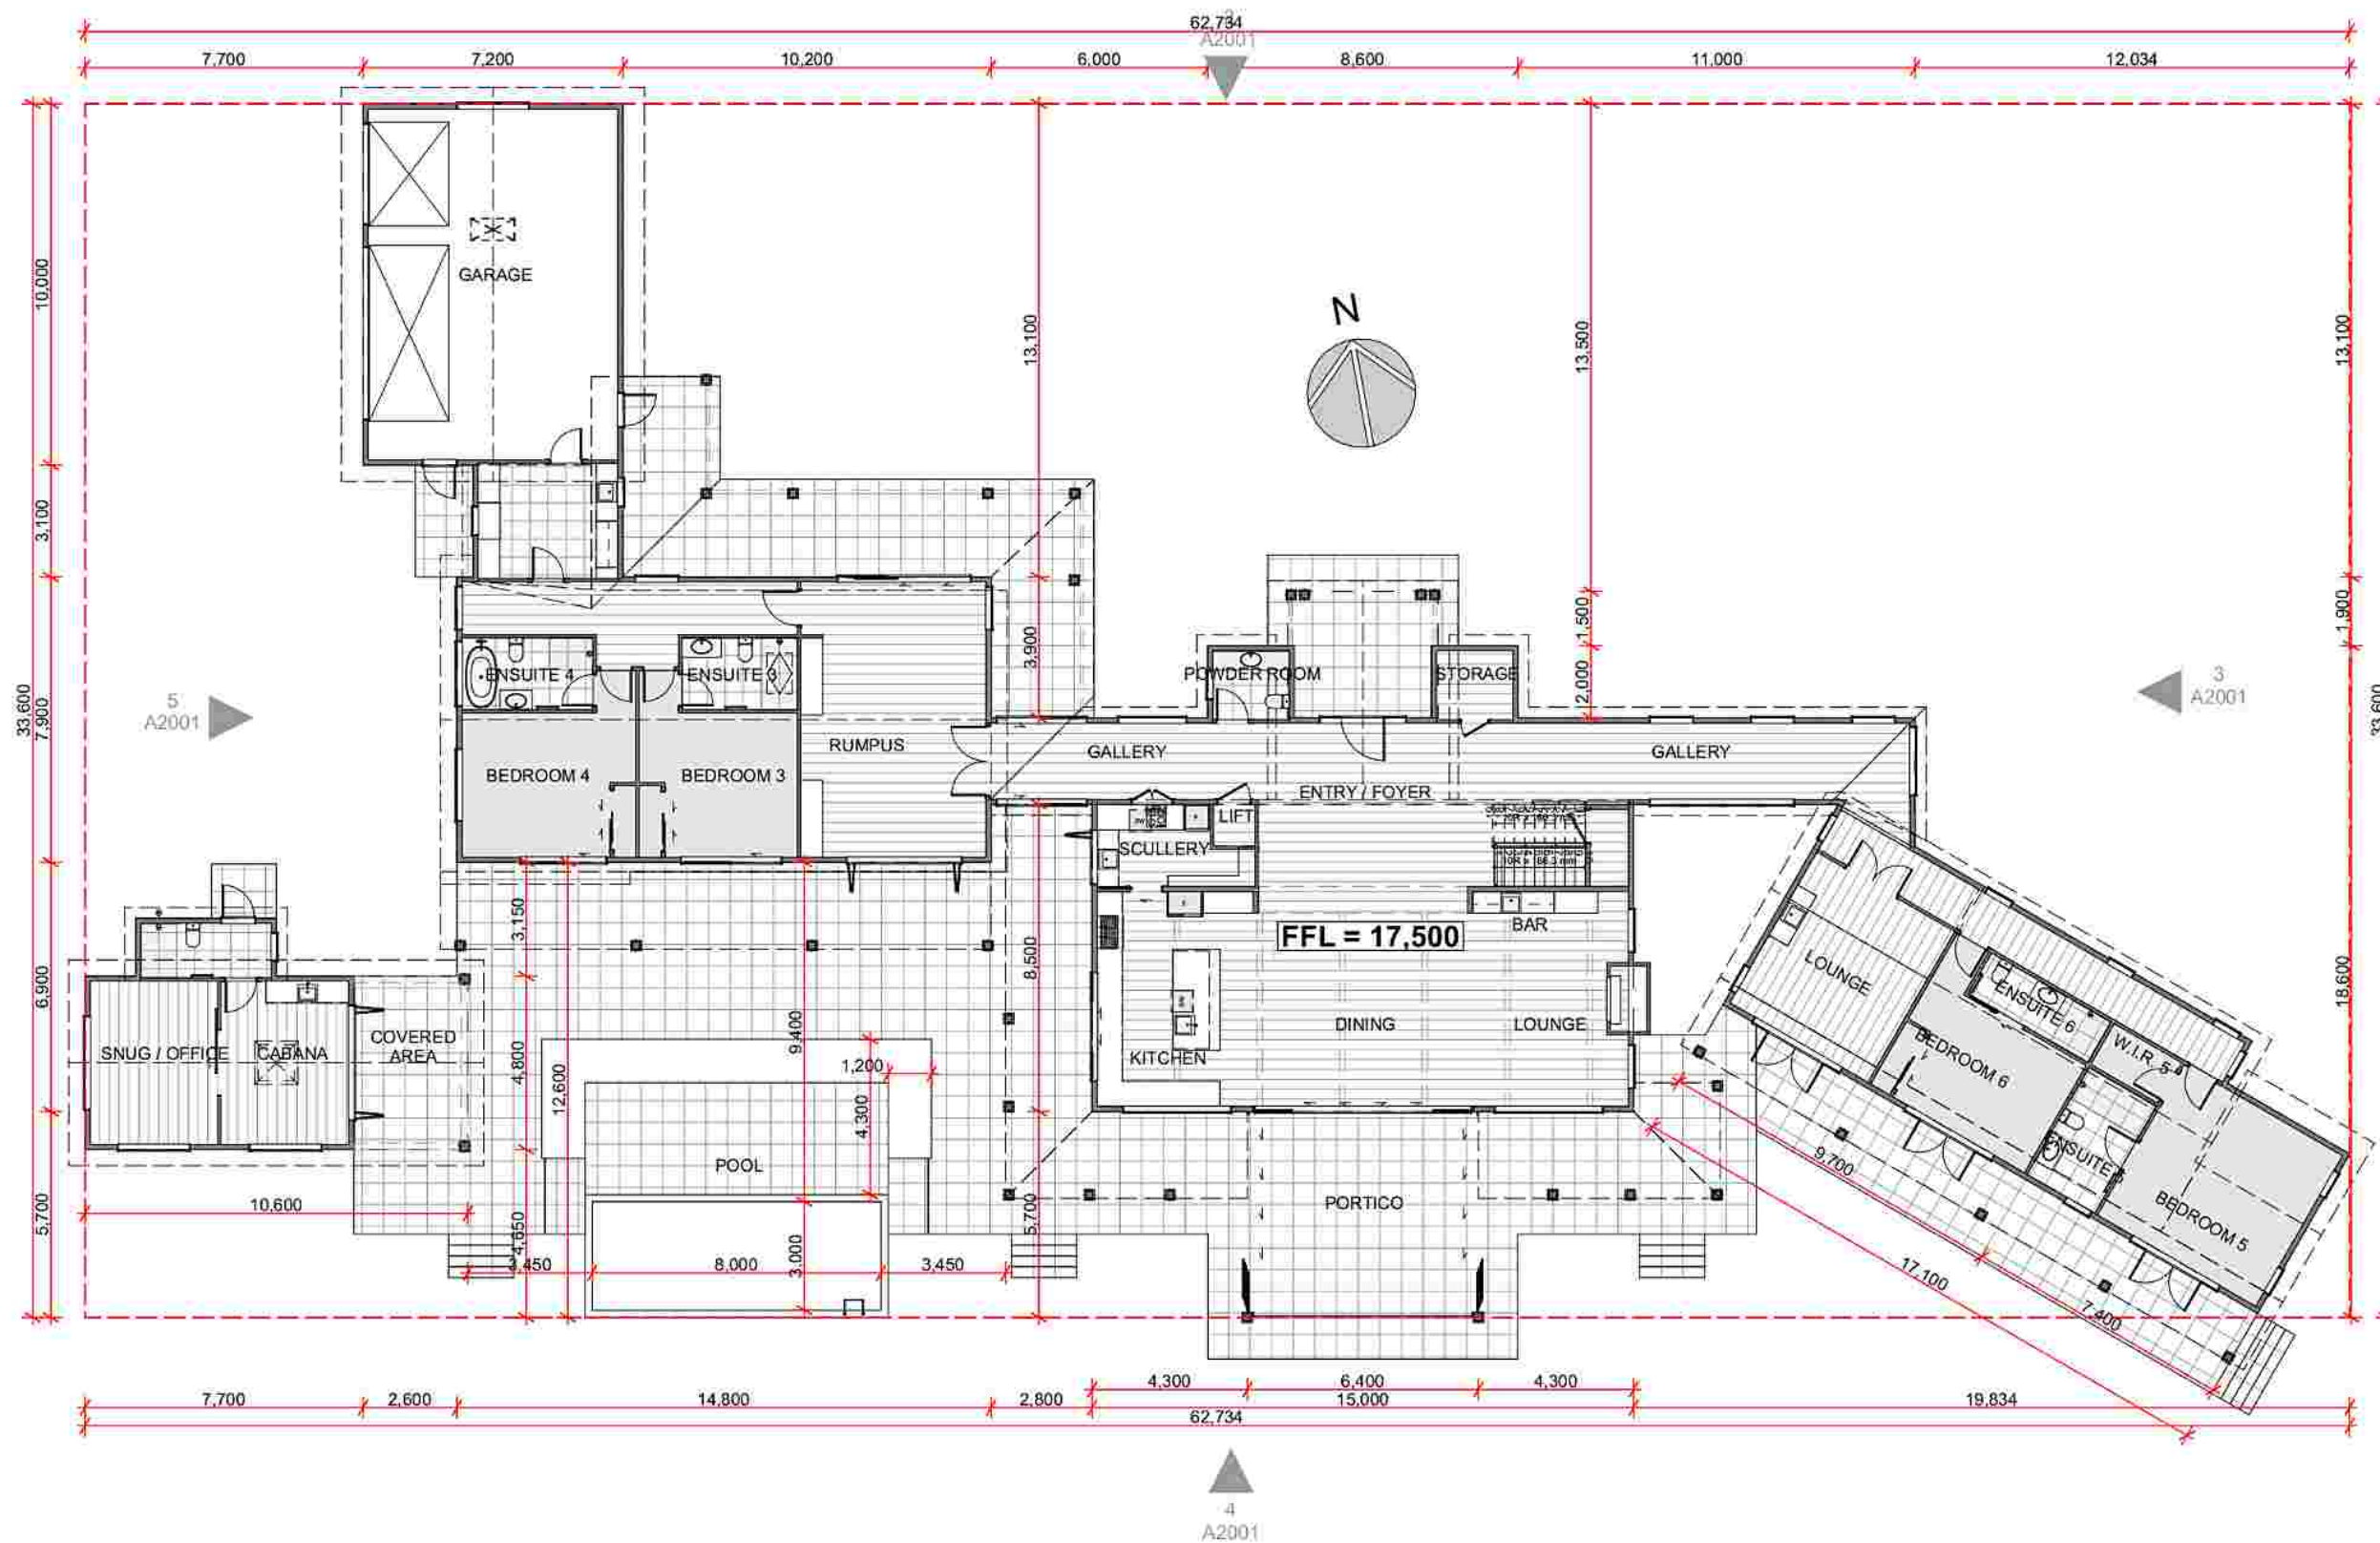 62,734
2
A2001
7,700
7,200
10,200
6,000
8,600
11,000
12,034
10,000
GARAGE
N
13,100
13,500
13,100
3,100
3,900
1,500
2,000
1,900
33,600
7,900
5
A2001
3
A2001
33,600
ENSUITE 4
ENSUITE 3
POWDER ROOM
STORAGE
BEDROOM 4
BEDROOM 3
RUMPUS
GALLERY
GALLERY
ENTRY / FOYER
LIFT
SCULLERY
BAR
FFL = 17,500
3,150
8,500
6,900
18,600
LOUNGE
ENSUITE 6
W.I.R. 5
BEDROOM 6
SNUG / OFFICE
CABANA
COVERED
AREA
4,800
12,600
9,400
1,200
4,300
DINING
LOUNGE
KITCHEN
POOL
PORTICO
ENSUITE
BEDROOM 5
9,700
17,100
7,400
10,600
5,700
4,650
3,450
8,000
3,000
3,450
5,700
4,300
6,400
4,300
7,700
2,600
14,800
2,800
15,000
19,834
62,734
4
A2001